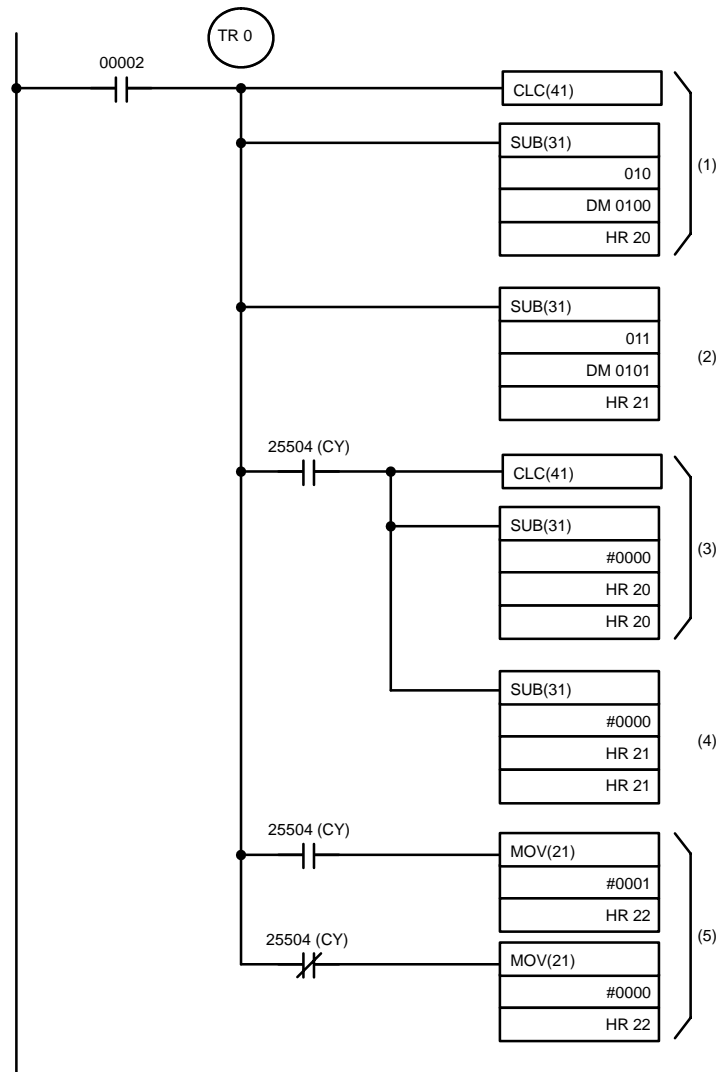 TR 0
00002
CLC(41)
SUB(31)
010
DM 0100
HR 20
(1)
SUB(31)
011
DM 0101
HR 21
(2)
25504 (CY)
CLC(41)
SUB(31)
#0000
HR 20
HR 20
(3)
SUB(31)
#0000
HR 21
HR 21
(4)
25504 (CY)
MOV(21)
#0001
HR 22
(5)
25504 (CY)
MOV(21)
#0000
HR 22